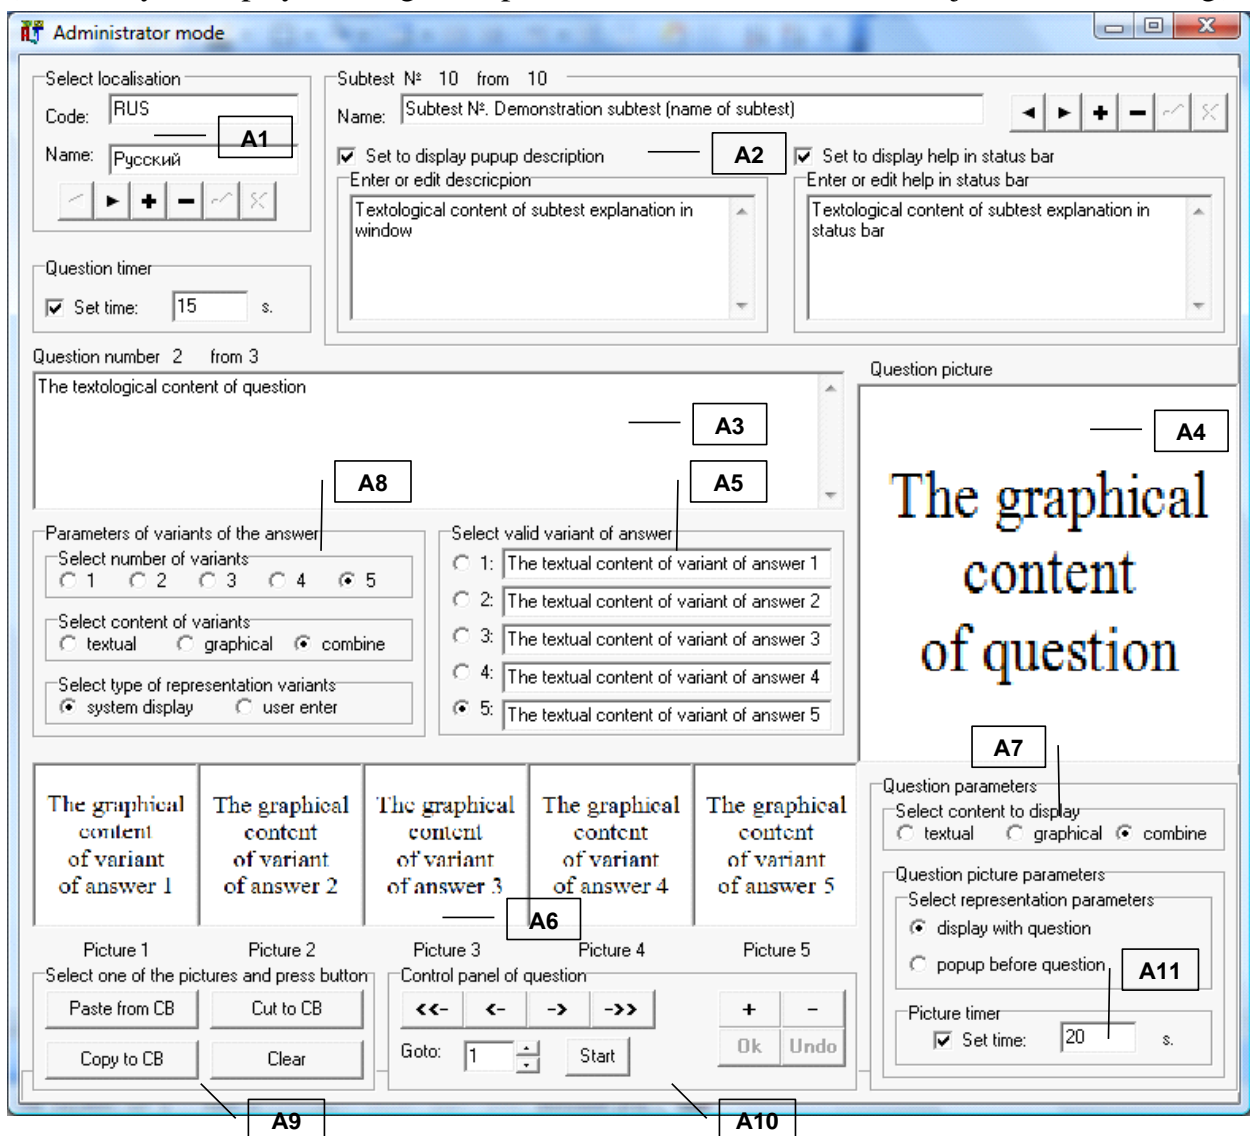 Administrator mode
Select localisation
Code: RUS
A1
Name: Русский
Subtest № 10 from 10
Name: Subtest №. Demonstration subtest (name of subtest)
Set to display pupup description
A2
Set to display help in status bar
Enter or edit descricpion
Textological content of subtest explanation in
window
Enter or edit help in status bar
Textological content of subtest explanation in
status bar
Question timer
Set time: 15 s.
Question number 2 from 3
The textological content of question
A3
Question picture
A4
The graphical
content
of question
A8
A5
Parameters of variants of the answer
Select number of variants
1 2 3 4 5
Select content of variants
textual graphical combine
Select type of representation variants
system display user enter
Select valid variant of answer
1: The textual content of variant of answer 1
2: The textual content of variant of answer 2
3: The textual content of variant of answer 3
4: The textual content of variant of answer 4
5: The textual content of variant of answer 5
A7
The graphical
content
of variant
of answer 1
The graphical
content
of variant
of answer 2
The graphical
content
of variant
of answer 3
The graphical
content
of variant
of answer 4
The graphical
content
of variant
of answer 5
A6
Picture 1 Picture 2 Picture 3 Picture 4 Picture 5
Question parameters
Select content to display
textual graphical combine
Question picture parameters
Select representation parameters
display with question
popup before question
A11
Picture timer
Set time: 20 s.
Select one of the pictures and press button
Paste from CB Cut to CB
Copy to CB Clear
A9
Control panel of question
<<- <- -> ->> + -
Goto: 1 Start Ok Undo
A10